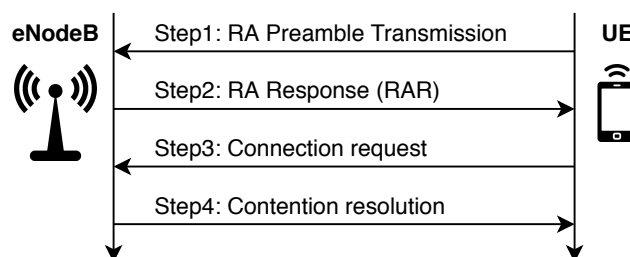 eNodeB
UE
Step1: RA Preamble Transmission
Step2: RA Response (RAR)
Step3: Connection request
Step4: Contention resolution